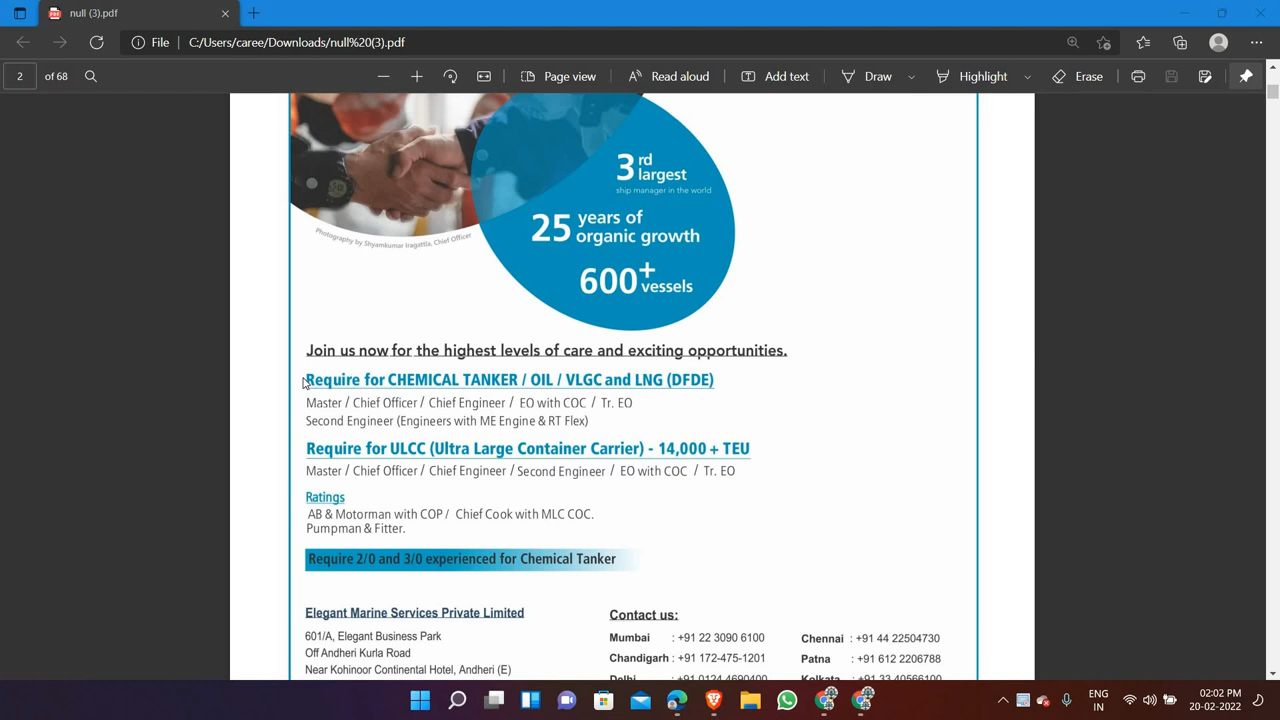 null (3).pdf
File C:/Users/caree/Downloads/null%20(3).pdf
2 of 68 Page view Read aloud Add text Draw Highlight Erase
3rd largest
ship manager in the world
25 years of organic growth
600+ vessels
Photography by Shyamkumar Iragattla, Chief Officer
Join us now for the highest levels of care and exciting opportunities.
Require for CHEMICAL TANKER / OIL / VLGC and LNG (DFDE)
Master / Chief Officer / Chief Engineer / EO with COC / Tr. EO
Second Engineer (Engineers with ME Engine & RT Flex)
Require for ULCC (Ultra Large Container Carrier) - 14,000 + TEU
Master / Chief Officer / Chief Engineer / Second Engineer / EO with COC / Tr. EO
Ratings
AB & Motorman with COP / Chief Cook with MLC COC.
Pumpman & Fitter.
Require 2/0 and 3/0 experienced for Chemical Tanker
Elegant Marine Services Private Limited
601/A, Elegant Business Park
Off Andheri Kurla Road
Near Kohinoor Continental Hotel, Andheri (E)
Contact us:
Mumbai : +91 22 3090 6100
Chandigarh : +91 172-475-1201
Delhi : +91 0124 4690400
Chennai : +91 44 22504730
Patna : +91 612 2206788
Kolkata : +91 33 40566100
ENG
IN
02:02 PM
20-02-2022